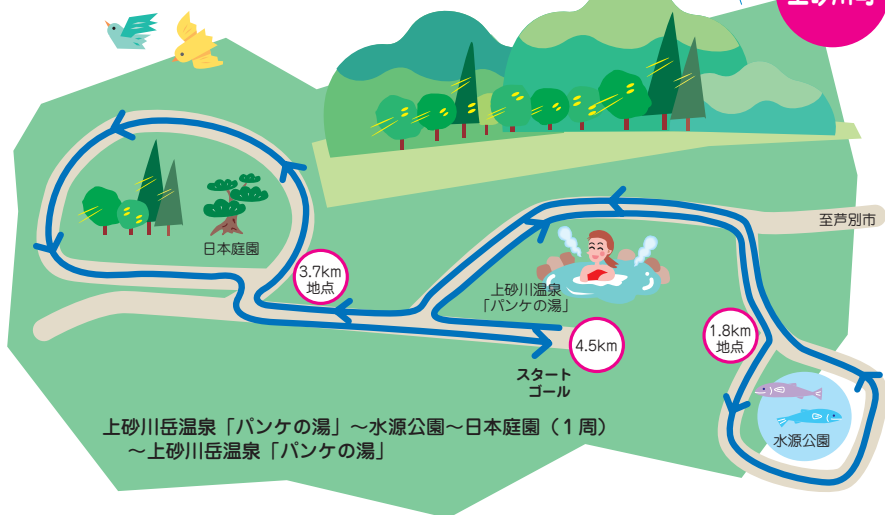 至芦別市
日本庭園
3.7km
地点
上砂川温泉
「パンケの湯」
1.8km
地点
4.5km
スタート
ゴール
水源公園
上砂川岳温泉「パンケの湯」～水源公園～日本庭園（1周）
～上砂川岳温泉「パンケの湯」